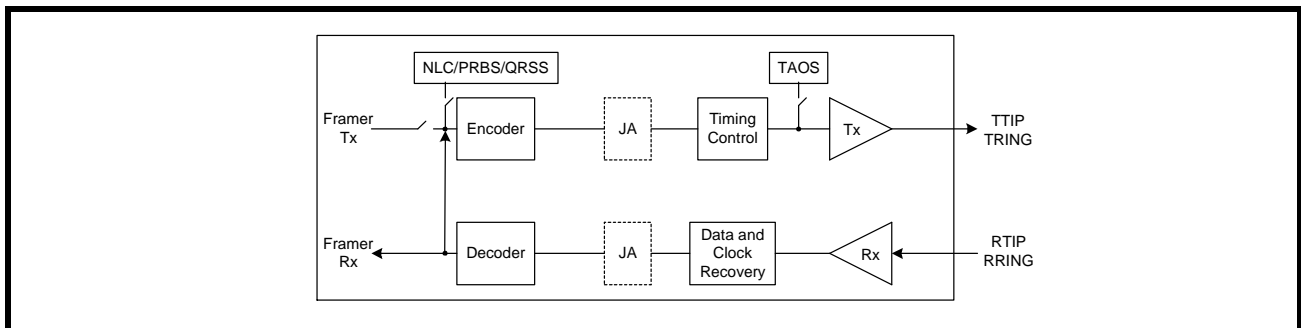 NLC/PRBS/QRSS
TAOS
Framer
Tx
Encoder
JA
Timing
Control
Tx
TTIP
TRING
Framer
Rx
Decoder
JA
Data and
Clock
Recovery
Rx
RTIP
RRING